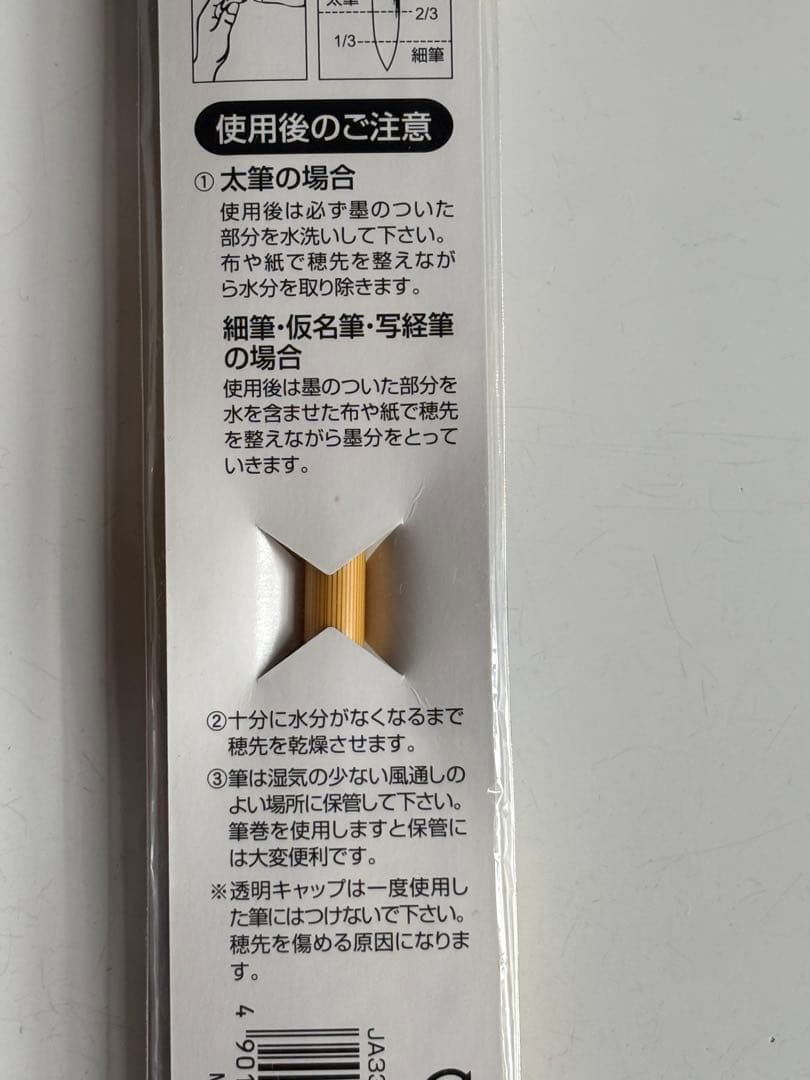 太筆
2/3
1/3
細筆
使用後のご注意
① 太筆の場合
使用後は必ず墨のついた
部分を水洗いして下さい。
布や紙で穂先を整えなが
ら水分を取り除きます。
細筆・仮名筆・写経筆
の場合
使用後は墨のついた部分を
水を含ませた布や紙で穂先
を整えながら墨分をとって
いきます。
②十分に水分がなくなるまで
穂先を乾燥させます。
③筆は湿気の少ない風通しの
よい場所に保管して下さい。
筆巻を使用しますと保管に
は大変便利です。
※透明キャップは一度使用し
た筆にはつけないで下さい。
穂先を傷める原因になりま
す。
4 901
JA33